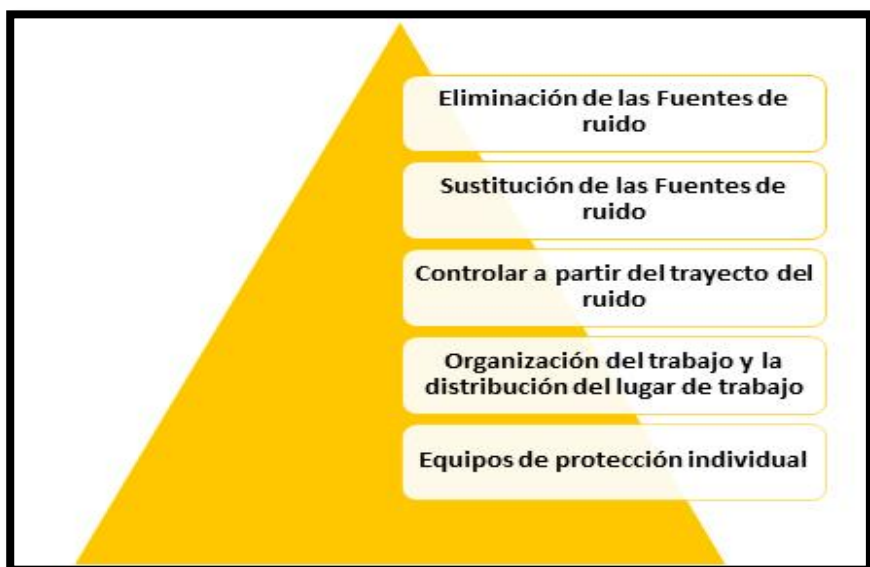 Eliminación de las Fuentes de
ruido
Sustitución de las Fuentes de
ruido
Controlar a partir del trayecto del
ruido
Organización del trabajo y la
distribución del lugar de trabajo
Equipos de protección individual